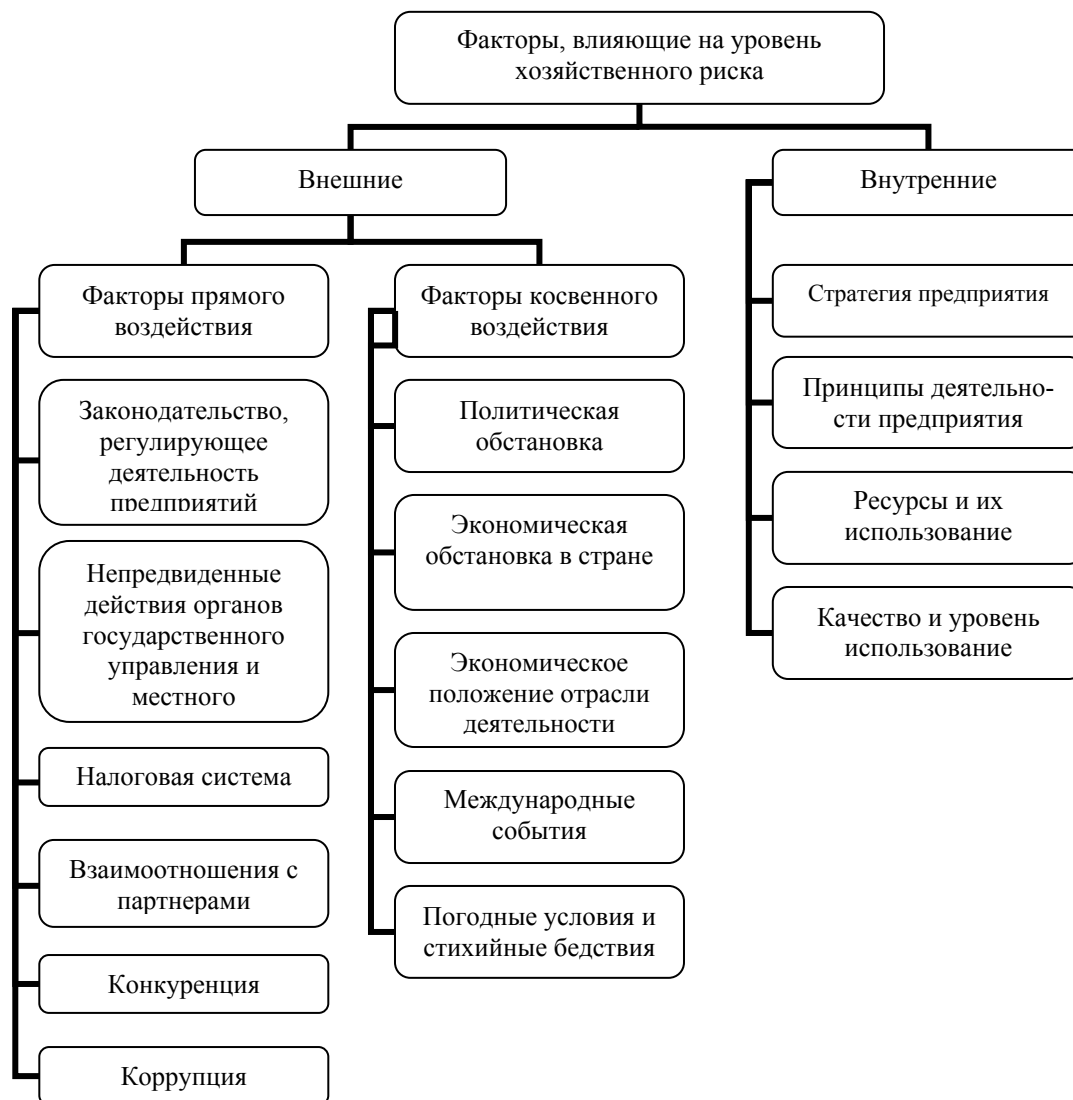 Факторы, влияющие на уровень
хозяйственного риска
Внешние
Внутренние
Факторы прямого
воздействия
Законодательство,
регулирующее
деятельность
предприятий
Непредвиденные
действия органов
государственного
управления и
местного
Налоговая система
Взаимоотношения с
партнерами
Конкуренция
Коррупция
Факторы косвенного
воздействия
Политическая
обстановка
Экономическая
обстановка в стране
Экономическое
положение отрасли
деятельности
Международные
события
Погодные условия и
стихийные бедствия
Стратегия предприятия
Принципы деятельно-
сти предприятия
Ресурсы и их
использование
Качество и уровень
использование